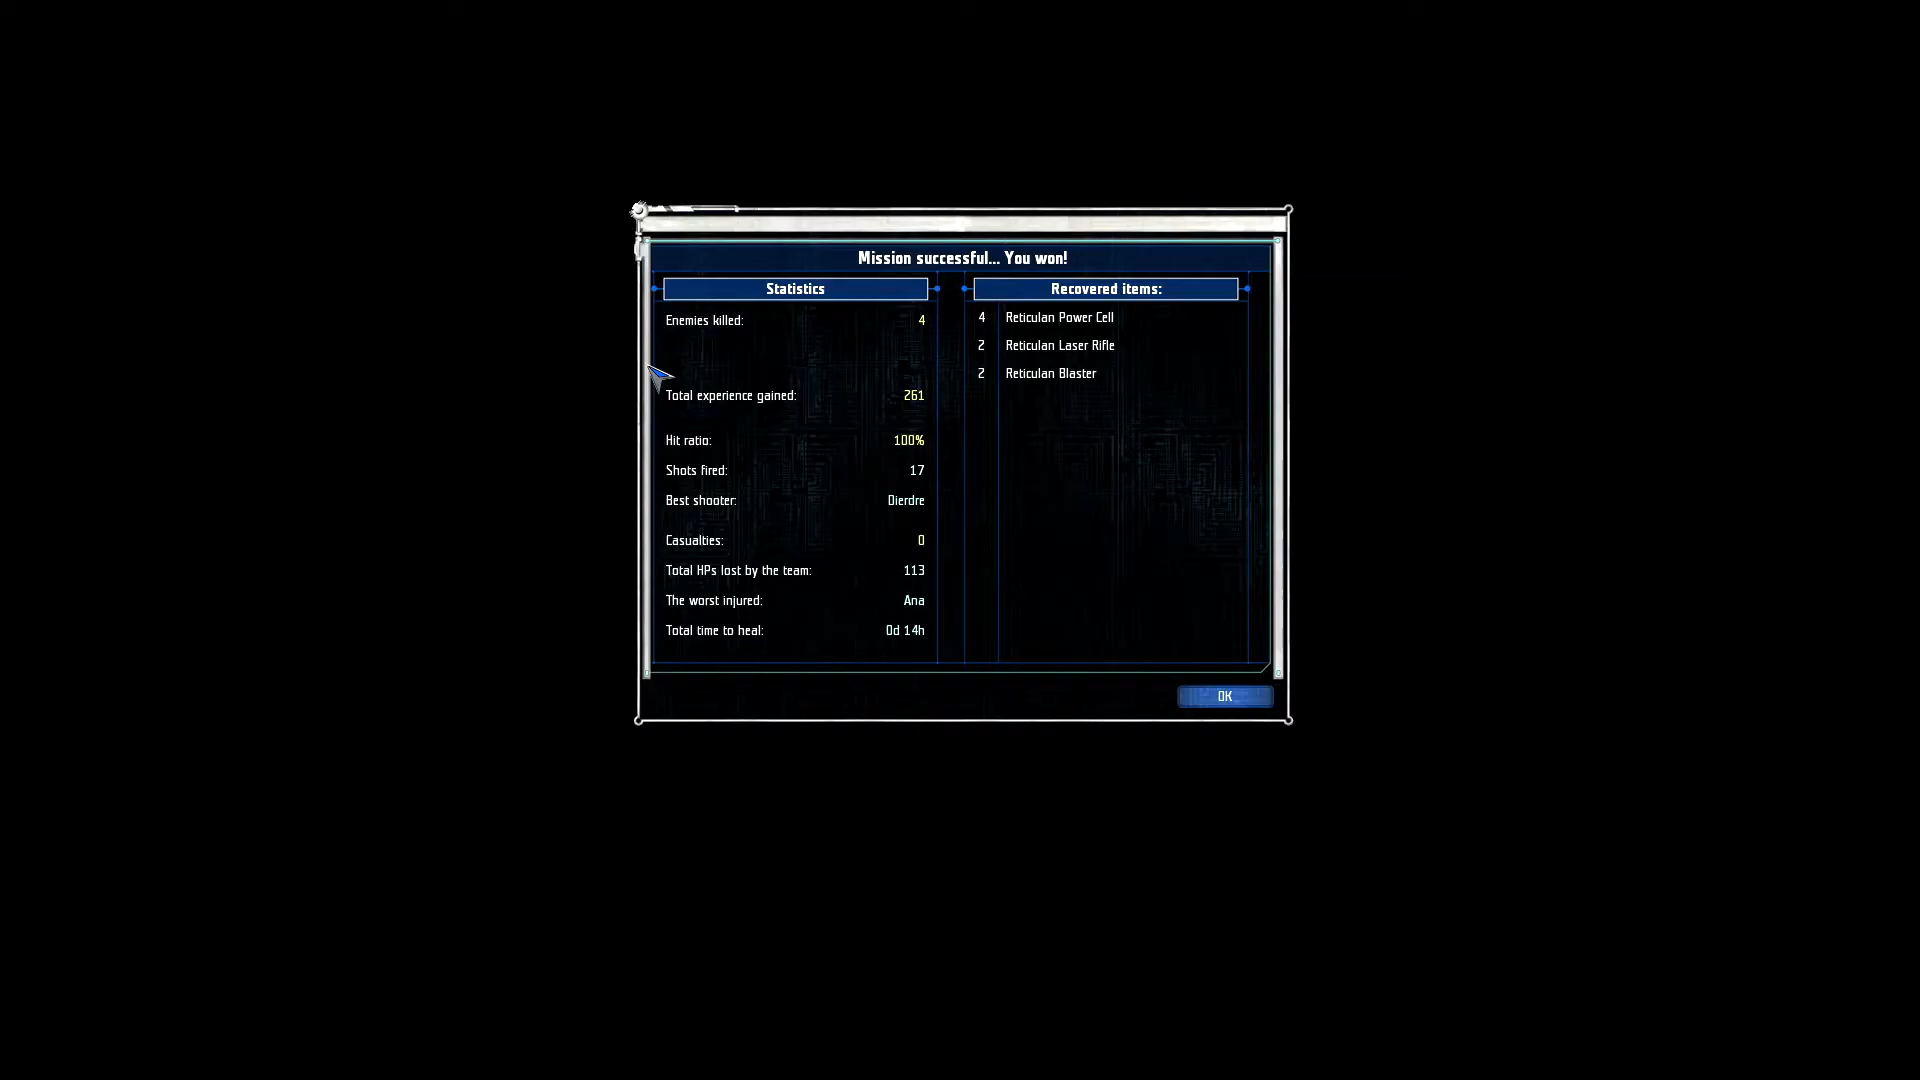 Mission successful... You won!
Statistics
Enemies killed: 4
Total experience gained: 261
Hit ratio: 100%
Shots fired: 17
Best shooter: Dierdre
Casualties: 0
Total HPs lost by the team: 113
The worst injured: Ana
Total time to heal: 0d 14h
Recovered items:
4 Reticulan Power Cell
2 Reticulan Laser Rifle
2 Reticulan Blaster
OK